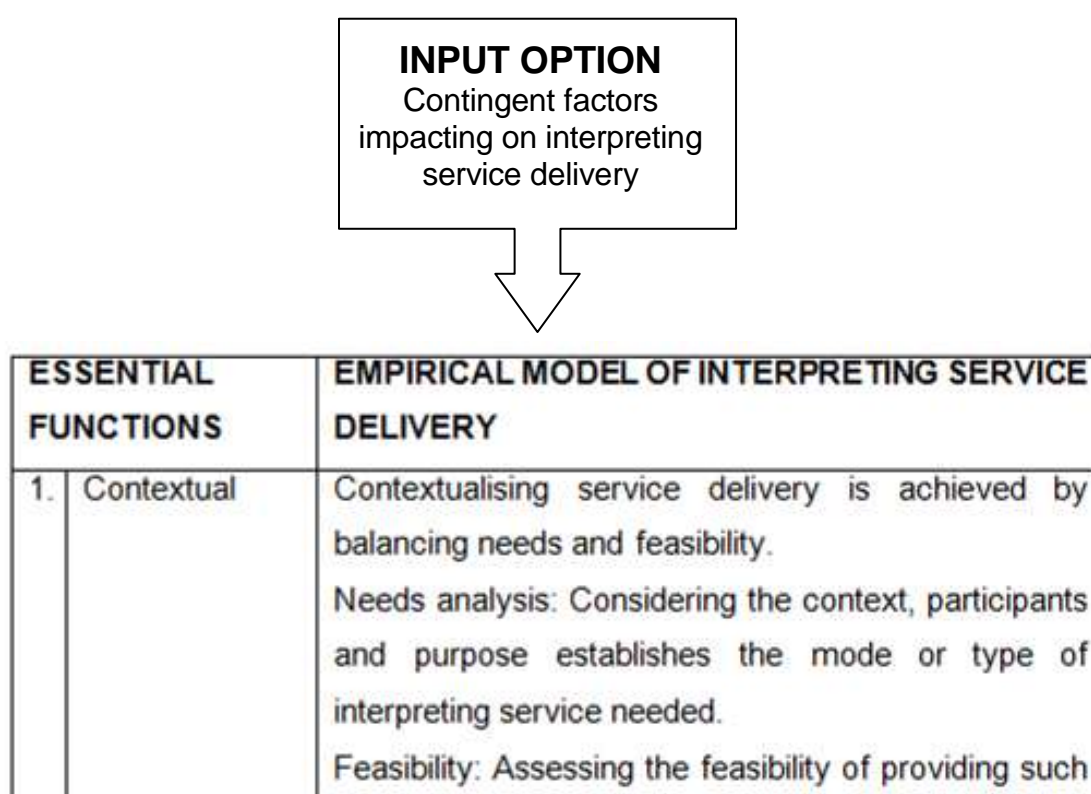 INPUT OPTION
Contingent factors
impacting on interpreting
service delivery
ESSENTIAL
FUNCTIONS
EMPIRICAL MODEL OF INTERPRETING SERVICE
DELIVERY
1. Contextual
Contextualising service delivery is achieved by
balancing needs and feasibility.
Needs analysis: Considering the context, participants
and purpose establishes the mode or type of
interpreting service needed.
Feasibility: Assessing the feasibility of providing such